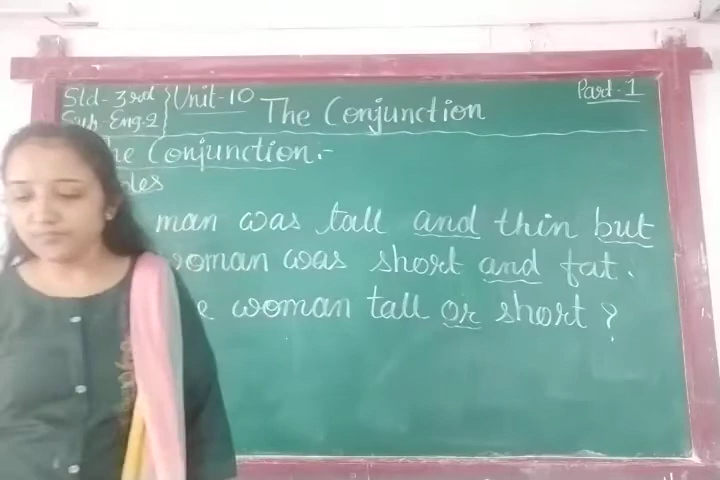 Std-3rd
Sub-Eng-2
Unit-10
The Conjunction
Part-1
he Conjunction:-
ples
man was tall and thin but
woman was short and fat.
e woman tall or short ?